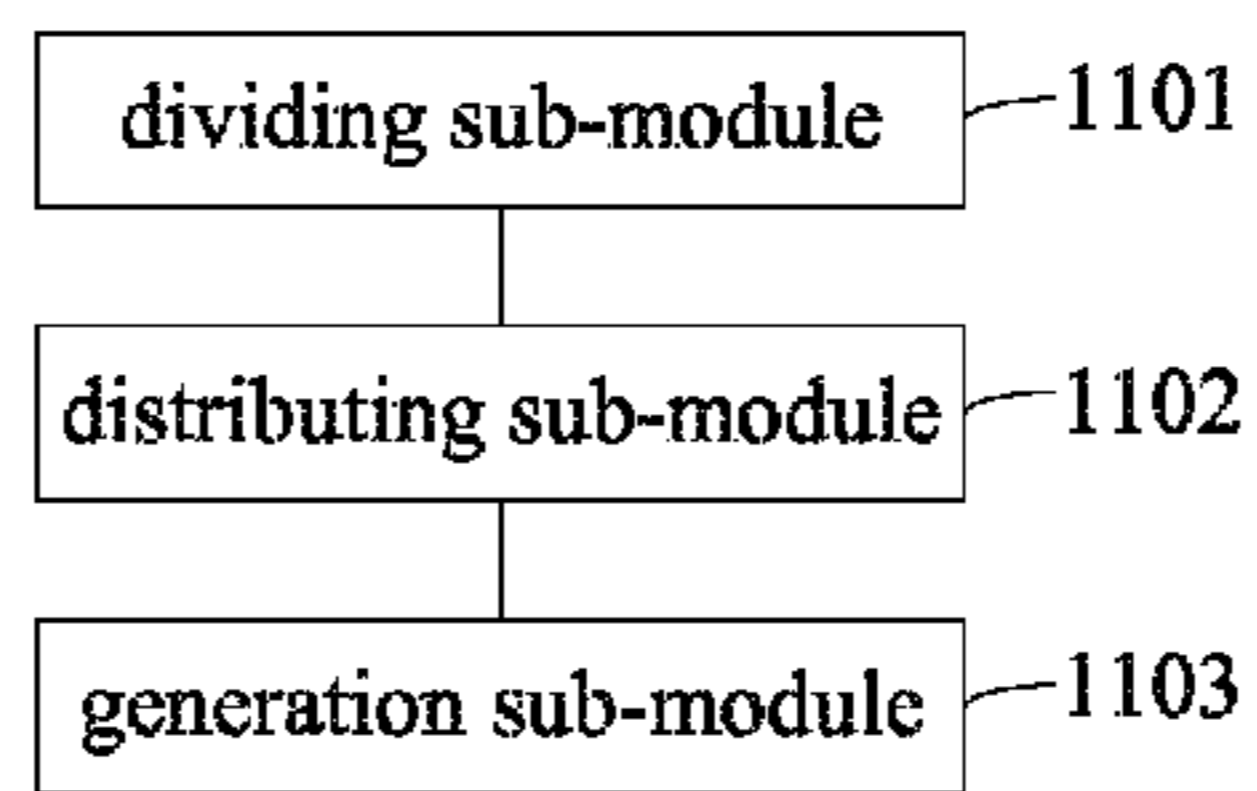 dividing sub-module 1101
distributing sub-module 1102
generation sub-module 1103